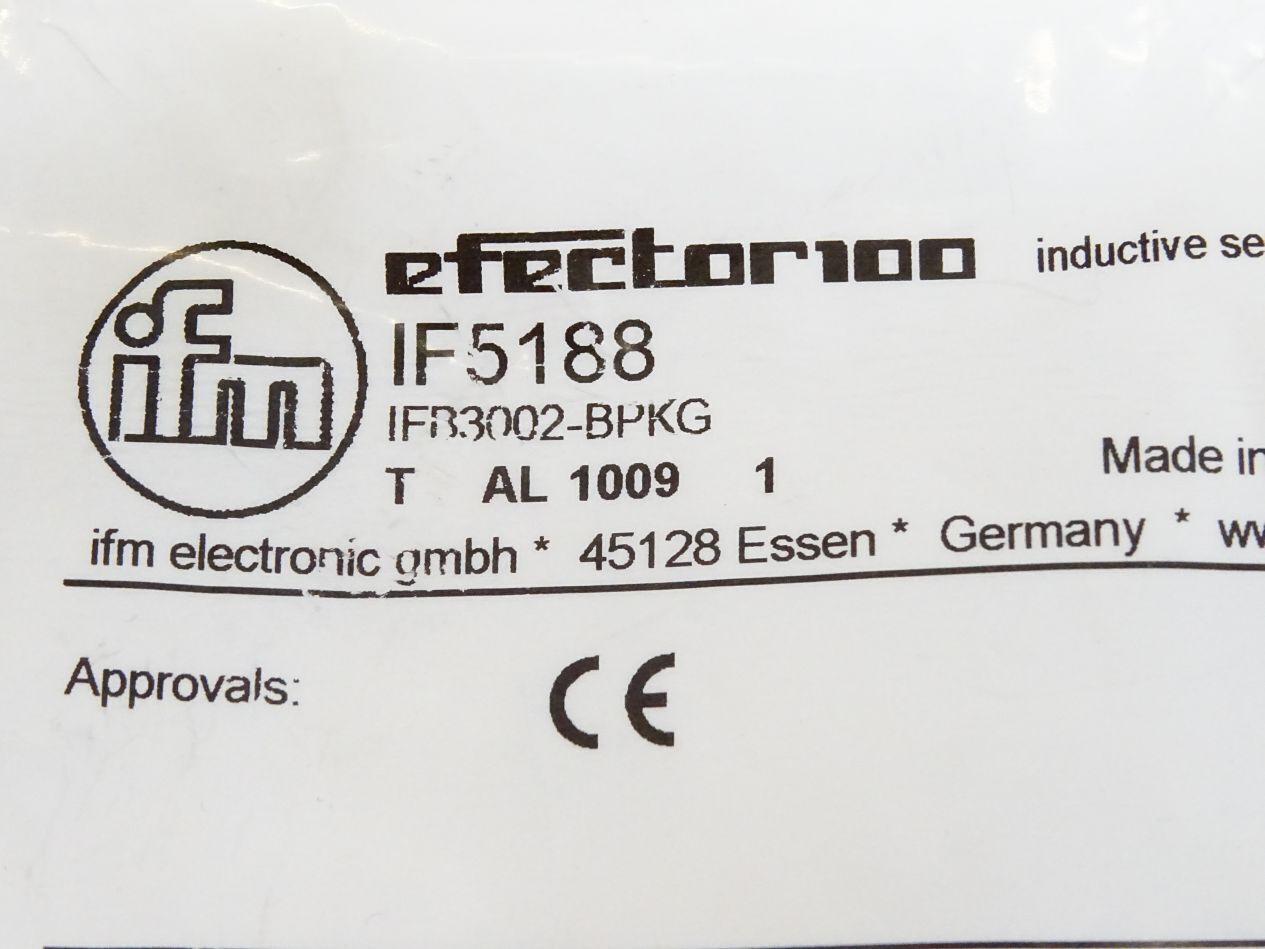 ifm
efector100 inductive se
IF5188
IFB3002-BPKG
T AL 1009 1
Made in
ifm electronic gmbh * 45128 Essen * Germany * ww
Approvals: CE